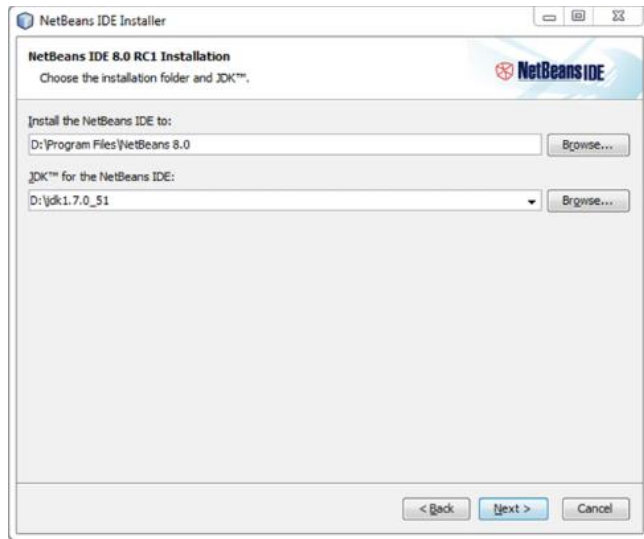 NetBeans IDE Installer
NetBeans IDE 8.0 RC1 Installation
Choose the installation folder and JDK™.
NetBeans IDE
Install the NetBeans IDE to:
D:\Program Files\NetBeans 8.0
Browse...
JDK™ for the NetBeans IDE:
D:\jdk1.7.0_51
Browse...
< Back
Next >
Cancel